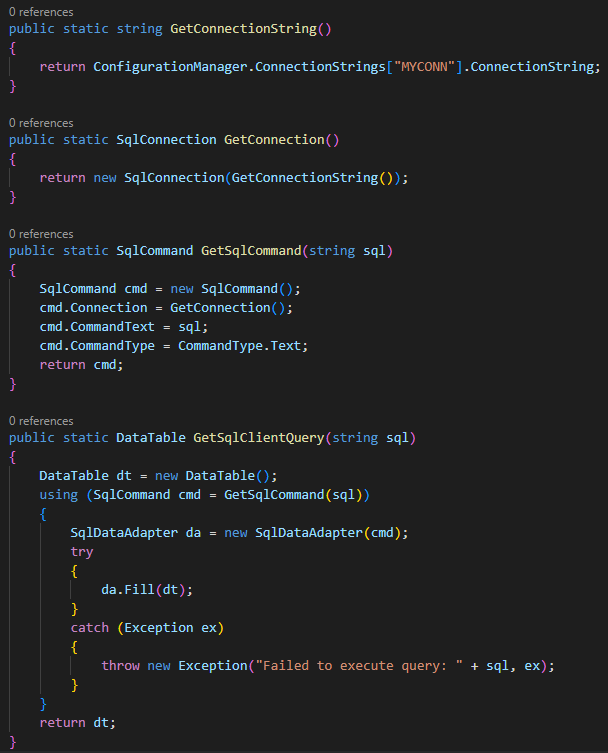 0 references
public static string GetConnectionString()
{
    return ConfigurationManager.ConnectionStrings["MYCONN"].ConnectionString;
}
0 references
public static SqlConnection GetConnection()
{
    return new SqlConnection(GetConnectionString());
}
0 references
public static SqlCommand GetSqlCommand(string sql)
{
    SqlCommand cmd = new SqlCommand();
    cmd.Connection = GetConnection();
    cmd.CommandText = sql;
    cmd.CommandType = CommandType.Text;
    return cmd;
}
0 references
public static DataTable GetSqlClientQuery(string sql)
{
    DataTable dt = new DataTable();
    using (SqlCommand cmd = GetSqlCommand(sql))
    {
        SqlDataAdapter da = new SqlDataAdapter(cmd);
        try
        {
            da.Fill(dt);
        }
        catch (Exception ex)
        {
            throw new Exception("Failed to execute query: " + sql, ex);
        }
    }
    return dt;
}